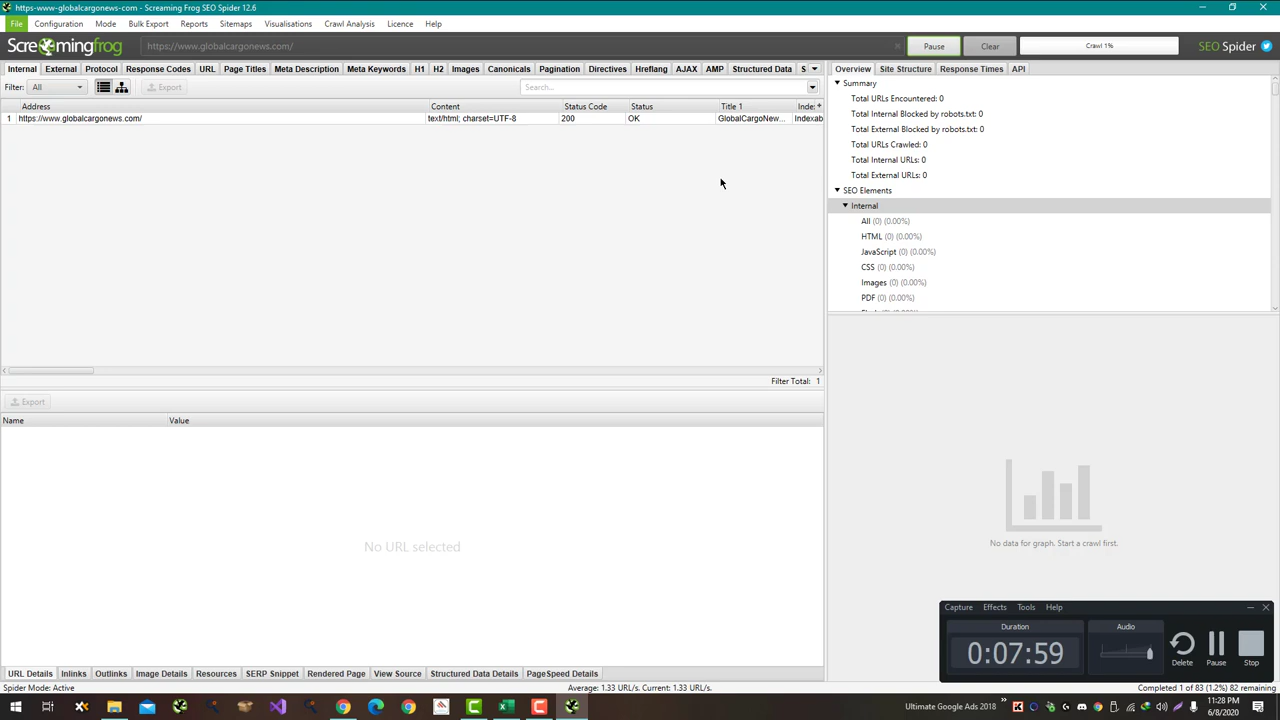 https-www-globalcargonews-com - Screaming Frog SEO Spider 12.6
File Configuration Mode Bulk Export Reports Sitemaps Visualisations Crawl Analysis Licence Help
Screamingfrog https://www.globalcargonews.com/ Pause Clear Crawl 1% SEO Spider
Internal External Protocol Response Codes URL Page Titles Meta Description Meta Keywords H1 H2 Images Canonicals Pagination Directives Hreflang AJAX AMP Structured Data S
Filter: All Export Search...
Address Content Status Code Status Title 1 Index
1 https://www.globalcargonews.com/ text/html; charset=UTF-8 200 OK GlobalCargoNew... Indexab
Filter Total: 1
Export
Name Value
No URL selected
URL Details Inlinks Outlinks Image Details Resources SERP Snippet Rendered Page View Source Structured Data Details PageSpeed Details
Overview Site Structure Response Times API
Summary
Total URLs Encountered: 0
Total Internal Blocked by robots.txt: 0
Total External Blocked by robots.txt: 0
Total URLs Crawled: 0
Total Internal URLs: 0
Total External URLs: 0
SEO Elements
Internal
All (0) (0.00%)
HTML (0) (0.00%)
JavaScript (0) (0.00%)
CSS (0) (0.00%)
Images (0) (0.00%)
PDF (0) (0.00%)
No data for graph. Start a crawl first.
Capture Effects Tools Help
Duration Audio
0:07:59
Delete Pause Stop
Spider Mode: Active Average: 1.33 URL/s. Current: 1.33 URL/s. Completed 1 of 83 (1.2%) 82 remaining
Ultimate Google Ads 2018 11:28 PM
6/8/2020